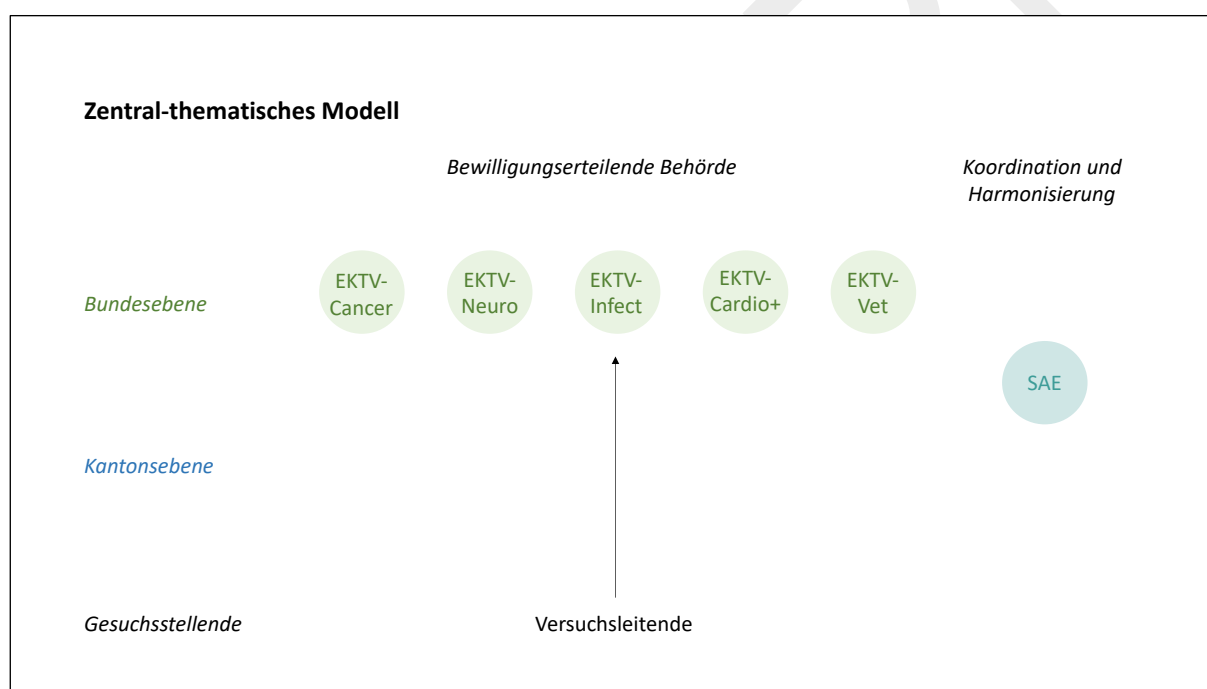 Zentral-thematisches Modell
Bewilligungserteilende Behörde
Koordination und
Harmonisierung
Bundesebene
EKTV-
Cancer
EKTV-
Neuro
EKTV-
Infect
EKTV-
Cardio+
EKTV-
Vet
SAE
Kantonsebene
Gesuchsstellende
Versuchsleitende